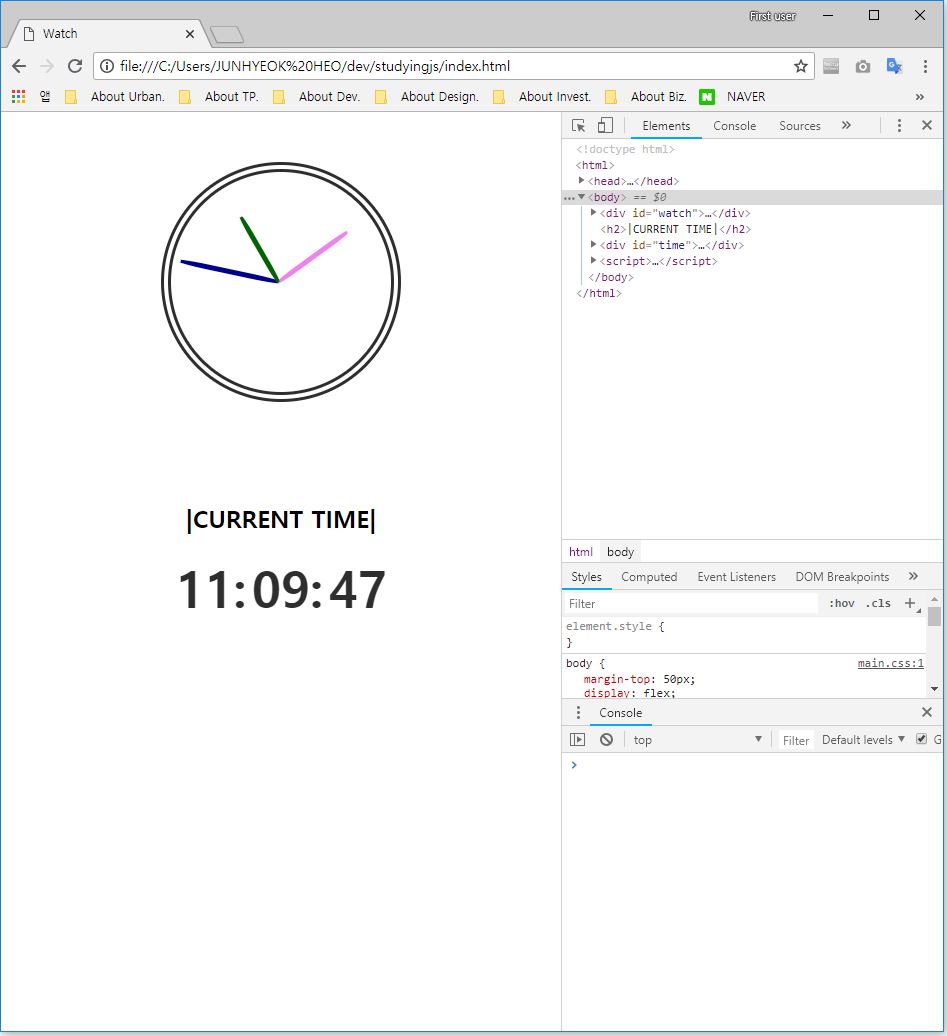 First user
Watch
file:///C:/Users/JUNHYEOK%20HEO/dev/studyingjs/index.html
앱 About Urban. About TP. About Dev. About Design. About Invest. About Biz. N NAVER »
Elements Console Sources »
<!doctype html>
<html>
<head>…</head>
<body> == $0
<div id="watch">…</div>
<h2>|CURRENT TIME|</h2>
<div id="time">…</div>
<script>…</script>
</body>
</html>
|CURRENT TIME|
11:09:47
html body
Styles Computed Event Listeners DOM Breakpoints »
Filter :hov .cls +
element.style {
}
body { main.css:1
margin-top: 50px;
display: flex;
Console
top Filter Default levels G